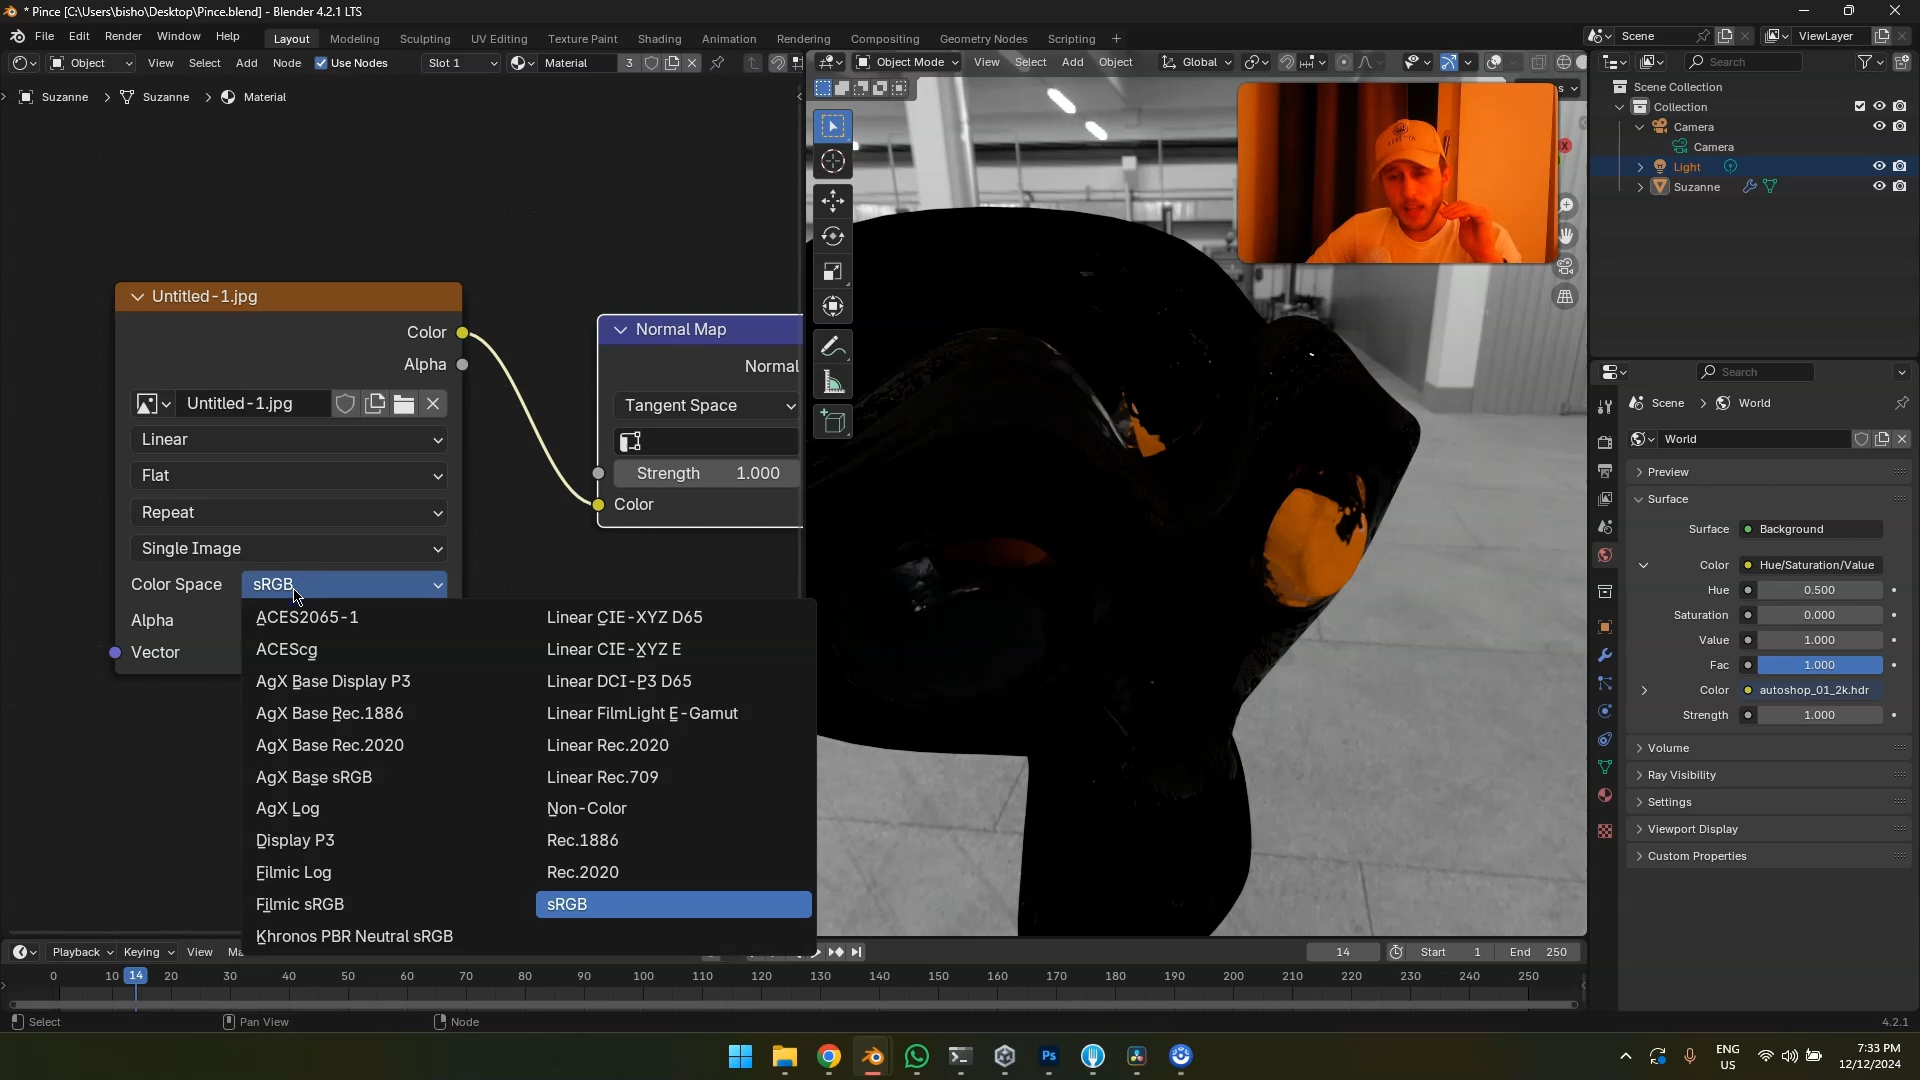 * Pince [C:\Users\bisho\Desktop\Pince.blend] - Blender 4.2.1 LTS
File Edit Render Window Help Layout Modeling Sculpting UV Editing Texture Paint Shading Animation Rendering Compositing Geometry Nodes Scripting +
Scene ViewLayer
Object View Select Add Node Use Nodes Slot 1 Material 3
Object Mode View Select Add Object Global
Search
Suzanne > Suzanne > Material
Scene Collection
Collection
Camera
Camera
Light
Suzanne
BERETTA
X
Untitled-1.jpg
Color
Alpha
Untitled-1.jpg
Linear
Flat
Repeat
Single Image
Color Space sRGB
Alpha
Vector
Normal Map
Normal
Tangent Space
Strength 1.000
Color
ACES2065-1
ACEScg
AgX Base Display P3
AgX Base Rec.1886
AgX Base Rec.2020
AgX Base sRGB
AgX Log
Display P3
Filmic Log
Filmic sRGB
Khronos PBR Neutral sRGB
Linear CIE-XYZ D65
Linear CIE-XYZ E
Linear DCI-P3 D65
Linear FilmLight E-Gamut
Linear Rec.2020
Linear Rec.709
Non-Color
Rec.1886
Rec.2020
sRGB
Search
Scene > World
World
Preview
Surface
Surface Background
Color Hue/Saturation/Value
Hue 0.500
Saturation 0.000
Value 1.000
Fac 1.000
Color autoshop_01_2k.hdr
Strength 1.000
Volume
Ray Visibility
Settings
Viewport Display
Custom Properties
Playback Keying View Ma
14 Start 1 End 250
0 10 14 20 30 40 50 60 70 80 90 100 110 120 130 140 150 160 170 180 190 200 210 220 230 240 250
Select Pan View Node 4.2.1
Ps
ENG
US
7:33 PM
12/12/2024